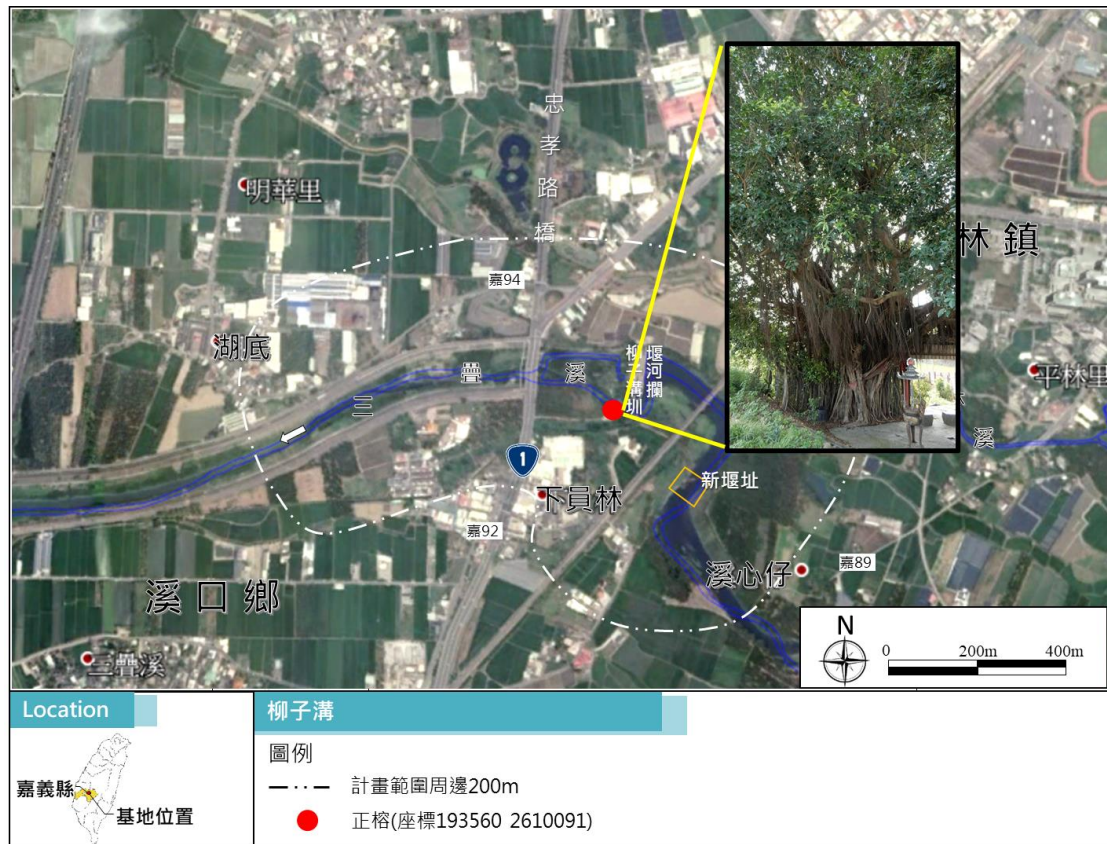 忠孝路橋
明華里
林鎮
嘉94
湖底
柳子溝圳
堰河攔
平林里
三疊溪
溪
1
新堰址
下員林
嘉92
溪心仔
嘉89
溪口鄉
三疊溪
N
0 200m 400m
Location
嘉義縣
基地位置
柳子溝
圖例
計畫範圍周邊200m
正榕(座標193560 2610091)